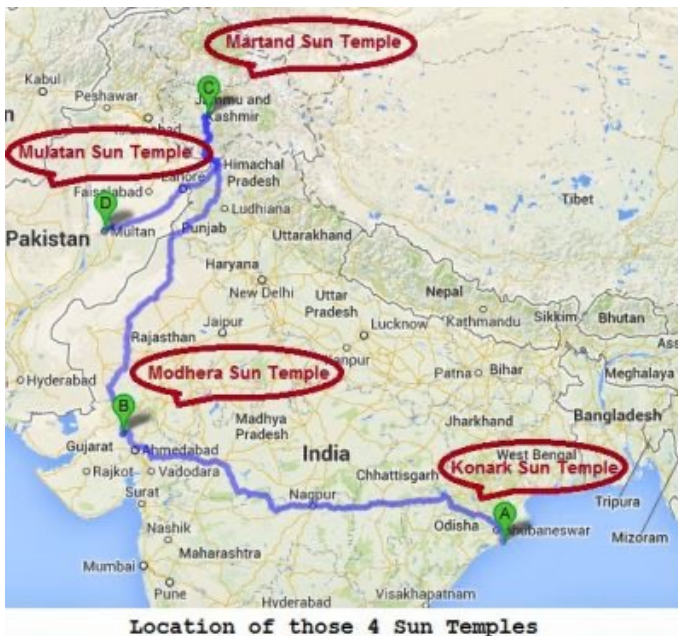 Martand Sun Temple
Kabul
Peshawar
C
Jammu and
Kashmir
Mulatan Sun Temple
Himachal
Pradesh
Faisalabad
Lahore
D
Ludhiana
Tibet
Multan
Punjab
Pakistan
Uttarakhand
Haryana
New Delhi
Nepal
Uttar
Pradesh
Sikkim
Bhutan
Jaipur
Lucknow
Kathmandu
Rajasthan
Ass
Hyderabad
Modhera Sun Temple
Patna
Bihar
Meghalaya
B
Madhya
Pradesh
Jharkhand
Bangladesh
Gujarat
Ahmedabad
India
West Bengal
Rajkot
Vadodara
Chhattisgarh
Konark Sun Temple
Surat
Nagpur
Tripura
A
Nashik
Odisha
Bhubaneswar
Mizoram
Maharashtra
Mumbai
Pune
Hyderabad
Visakhapatnam
Location of those 4 Sun Temples